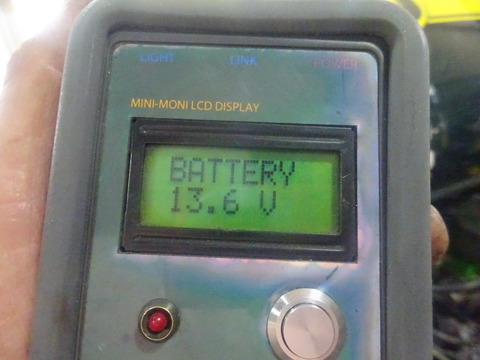 LIGHT LINK POWER
MINI-MONI LCD DISPLAY
BATTERY
13.6 V